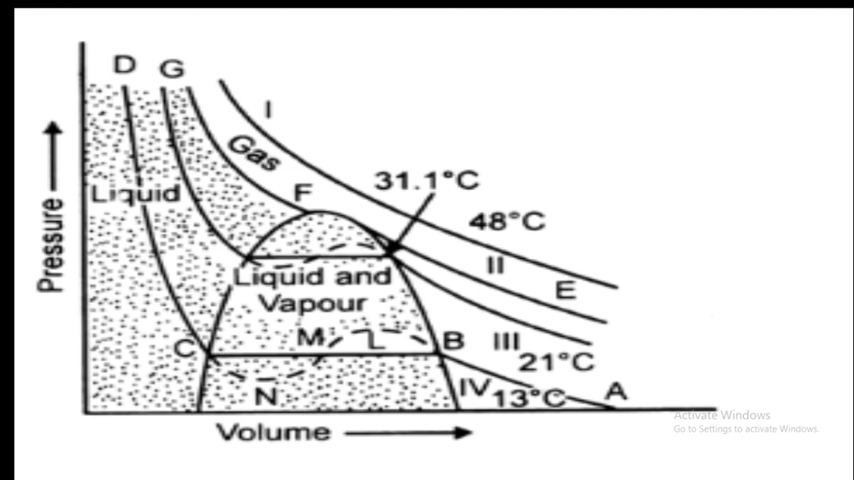 D G
I
Gas
31.1°C
F
Liquid
48°C
II
E
Pressure
Liquid and
Vapour
C
M
L
B
III
21°C
N
IV
13°C
A
Activate Windows
Go to Settings to activate Windows.
Volume